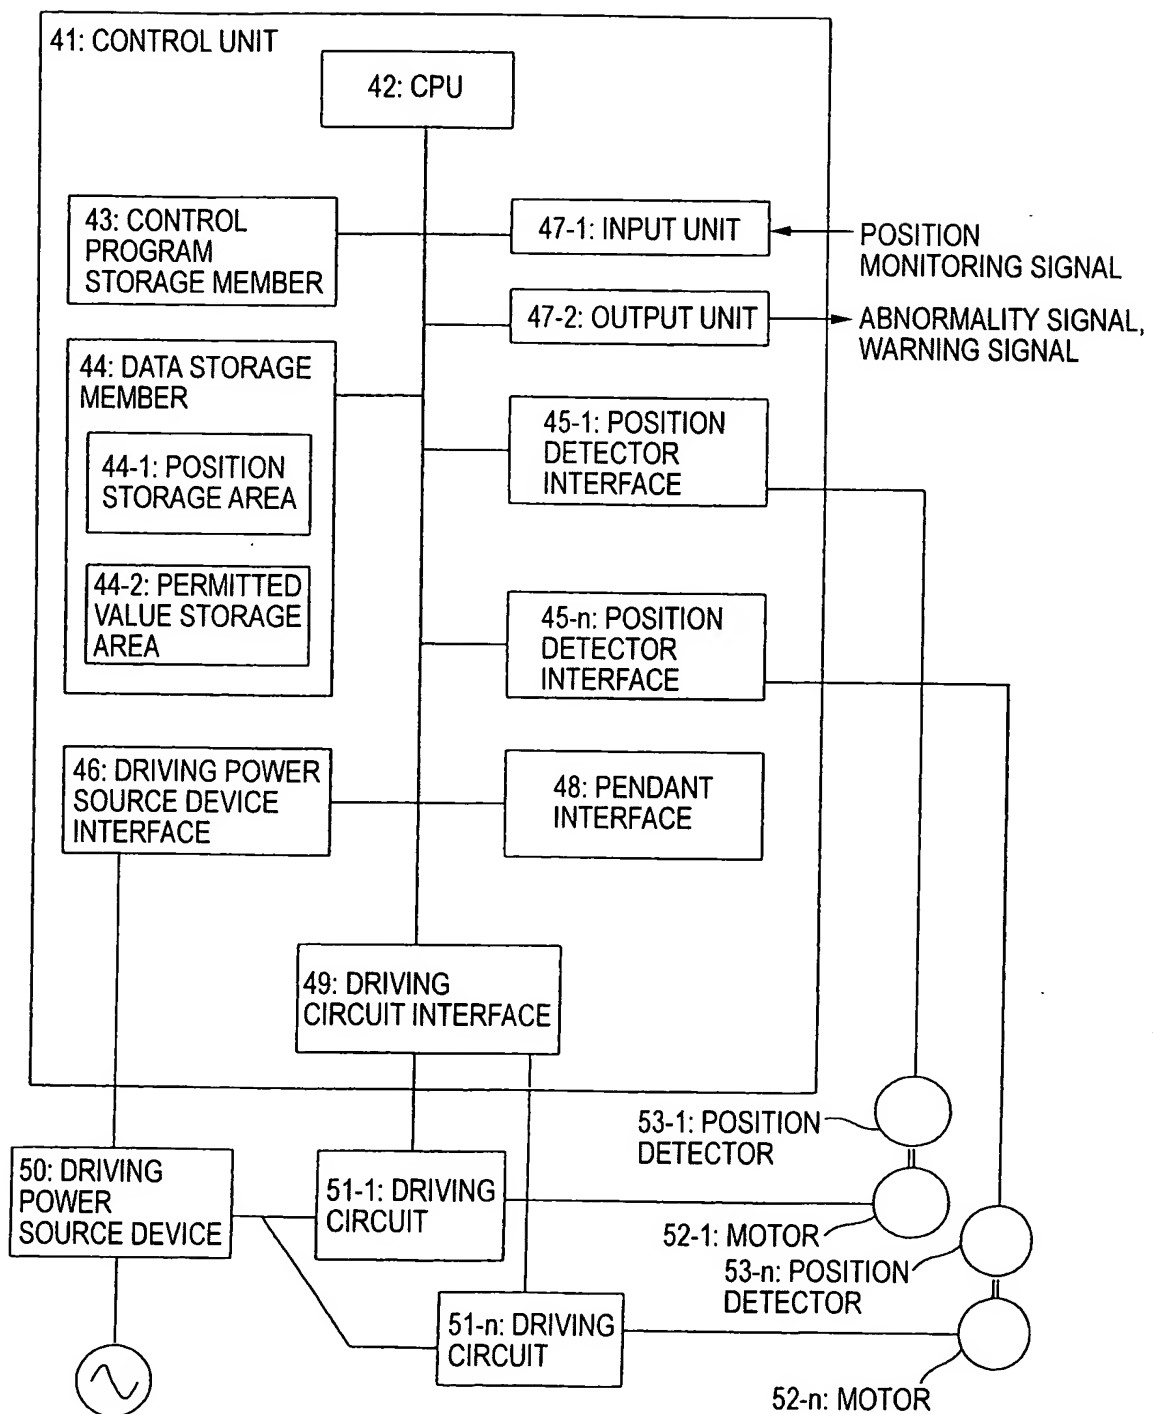 41: CONTROL UNIT
42: CPU
43: CONTROL
PROGRAM
STORAGE MEMBER
47-1: INPUT UNIT
POSITION
MONITORING SIGNAL
47-2: OUTPUT UNIT
ABNORMALITY SIGNAL,
WARNING SIGNAL
44: DATA STORAGE
MEMBER
44-1: POSITION
STORAGE AREA
44-2: PERMITTED
VALUE STORAGE
AREA
45-1: POSITION
DETECTOR
INTERFACE
45-n: POSITION
DETECTOR
INTERFACE
46: DRIVING POWER
SOURCE DEVICE
INTERFACE
48: PENDANT
INTERFACE
49: DRIVING
CIRCUIT INTERFACE
50: DRIVING
POWER
SOURCE DEVICE
51-1: DRIVING
CIRCUIT
53-1: POSITION
DETECTOR
52-1: MOTOR
53-n: POSITION
DETECTOR
51-n: DRIVING
CIRCUIT
52-n: MOTOR